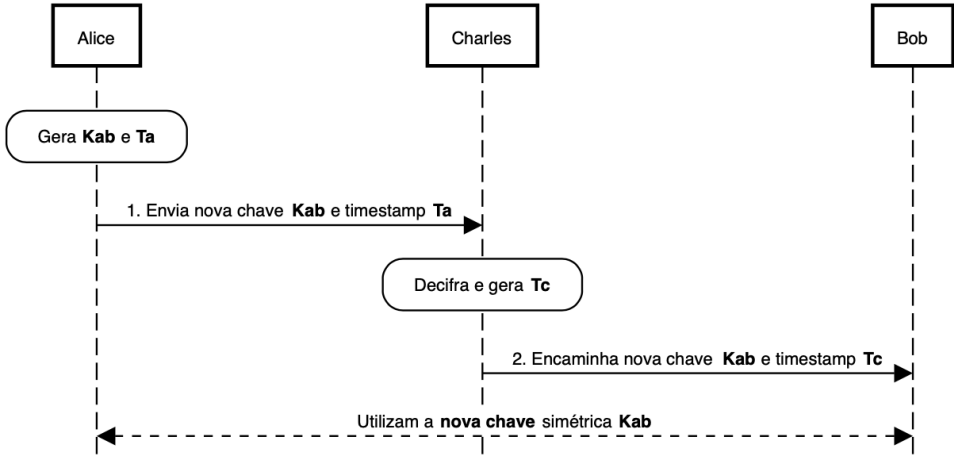 Alice
Charles
Bob
Gera Kab e Ta
1. Envia nova chave Kab e timestamp Ta
Decifra e gera Tc
2. Encaminha nova chave Kab e timestamp Tc
Utilizam a nova chave simétrica Kab